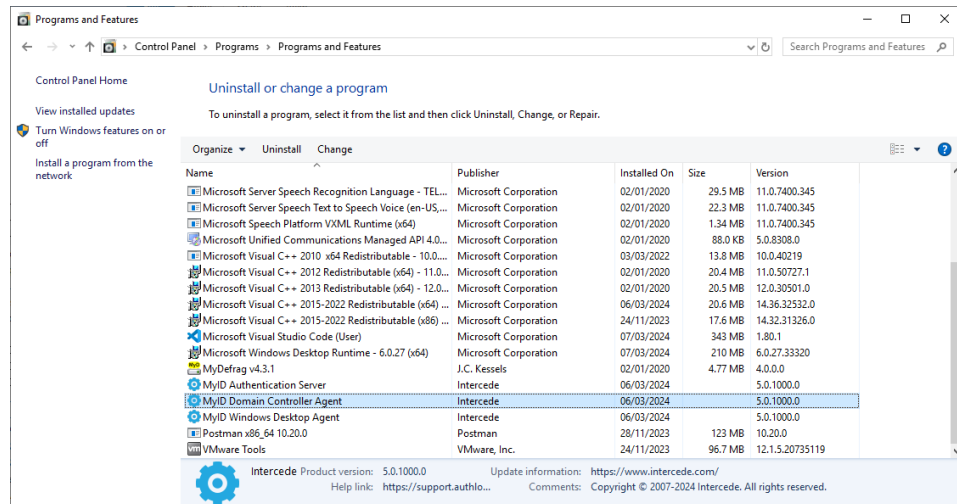 Programs and Features
Control Panel > Programs > Programs and Features
Search Programs and Features
Control Panel Home
View installed updates
Turn Windows features on or
off
Install a program from the
network
Uninstall or change a program
To uninstall a program, select it from the list and then click Uninstall, Change, or Repair.
Organize Uninstall Change
Name Publisher Installed On Size Version
Microsoft Server Speech Recognition Language - TEL... Microsoft Corporation 02/01/2020 29.5 MB 11.0.7400.345
Microsoft Server Speech Text to Speech Voice (en-US,... Microsoft Corporation 02/01/2020 22.3 MB 11.0.7400.345
Microsoft Speech Platform VXML Runtime (x64) Microsoft Corporation 02/01/2020 1.34 MB 11.0.7400.345
Microsoft Unified Communications Managed API 4.0... Microsoft Corporation 02/01/2020 88.0 KB 5.0.8308.0
Microsoft Visual C++ 2010 x64 Redistributable - 10.0.... Microsoft Corporation 03/03/2022 13.8 MB 10.0.40219
Microsoft Visual C++ 2012 Redistributable (x64) - 11.0... Microsoft Corporation 02/01/2020 20.4 MB 11.0.50727.1
Microsoft Visual C++ 2013 Redistributable (x64) - 12.0... Microsoft Corporation 02/01/2020 20.5 MB 12.0.30501.0
Microsoft Visual C++ 2015-2022 Redistributable (x64) ... Microsoft Corporation 06/03/2024 20.6 MB 14.36.32532.0
Microsoft Visual C++ 2015-2022 Redistributable (x86) ... Microsoft Corporation 24/11/2023 17.6 MB 14.32.31326.0
Microsoft Visual Studio Code (User) Microsoft Corporation 07/03/2024 343 MB 1.80.1
Microsoft Windows Desktop Runtime - 6.0.27 (x64) Microsoft Corporation 07/03/2024 210 MB 6.0.27.33320
MyDefrag v4.3.1 J.C. Kessels 02/01/2020 4.77 MB 4.0.0.0
MyID Authentication Server Intercede 06/03/2024 5.0.1000.0
MyID Domain Controller Agent Intercede 06/03/2024 5.0.1000.0
MyID Windows Desktop Agent Intercede 06/03/2024 5.0.1000.0
Postman x86_64 10.20.0 Postman 28/11/2023 123 MB 10.20.0
vm VMware Tools VMware, Inc. 24/11/2023 96.7 MB 12.1.5.20735119
Intercede Product version: 5.0.1000.0 Update information: https://www.intercede.com/
Help link: https://support.authlo... Comments: Copyright © 2007-2024 Intercede. All rights reserved.